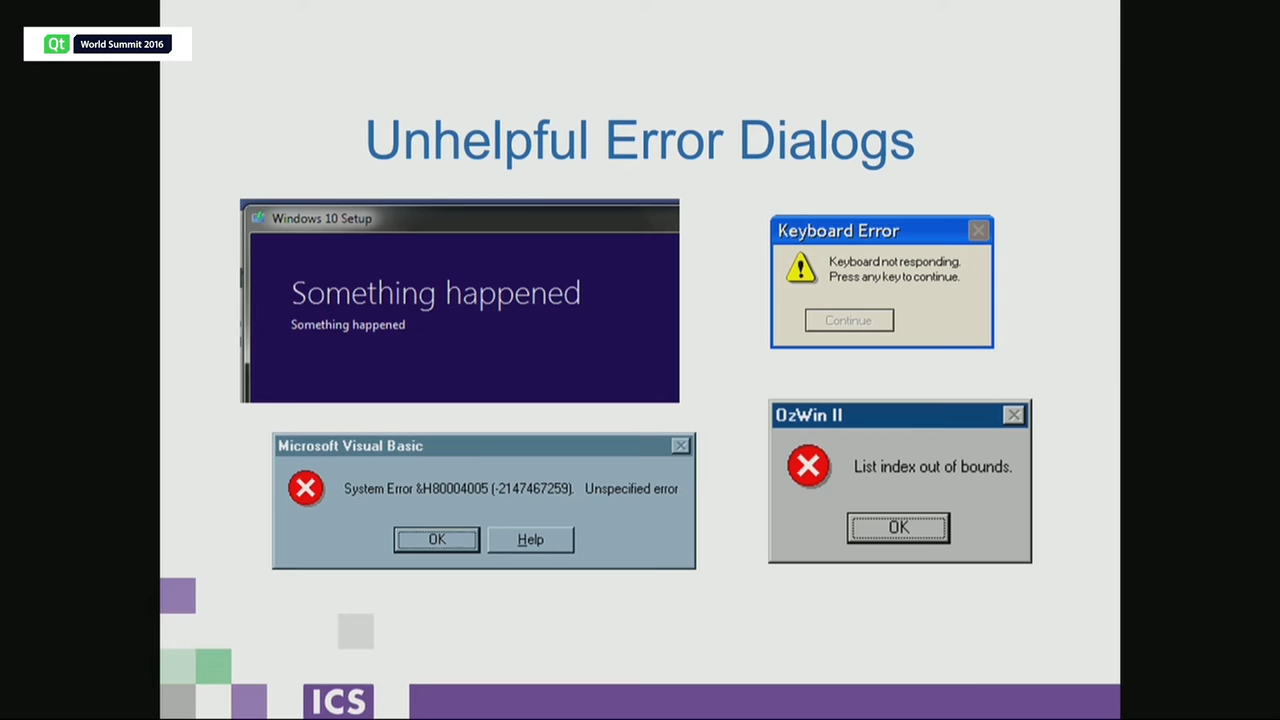 Qt World Summit 2016
Unhelpful Error Dialogs
Windows 10 Setup
Something happened
Something happened
Keyboard Error
Keyboard not responding.
Press any key to continue.
Continue
Microsoft Visual Basic
System Error &H80004005 (-2147467259). Unspecified error
OK Help
OzWin II
List index out of bounds.
OK
ICS